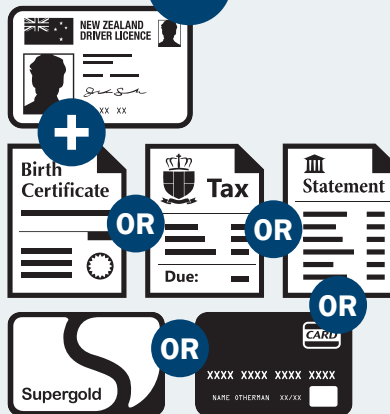 NEW ZEALAND
DRIVER LICENCE
XX XX
+
Birth
Certificate
OR
Tax
Due:
OR
Statement
OR
Supergold
OR
CARD
XXXX XXXX XXXX XXXX
NAME OTHERMAN XX/XX